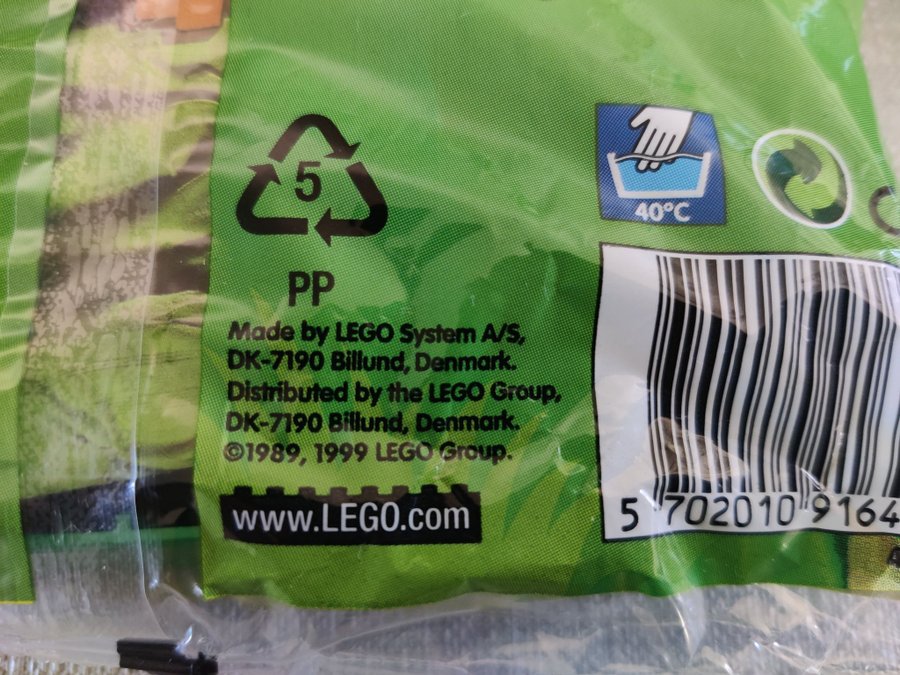 5
PP
Made by LEGO System A/S,
DK-7190 Billund, Denmark.
Distributed by the LEGO Group,
DK-7190 Billund, Denmark.
©1989, 1999 LEGO Group.
www.LEGO.com
40°C
5 702010 9164